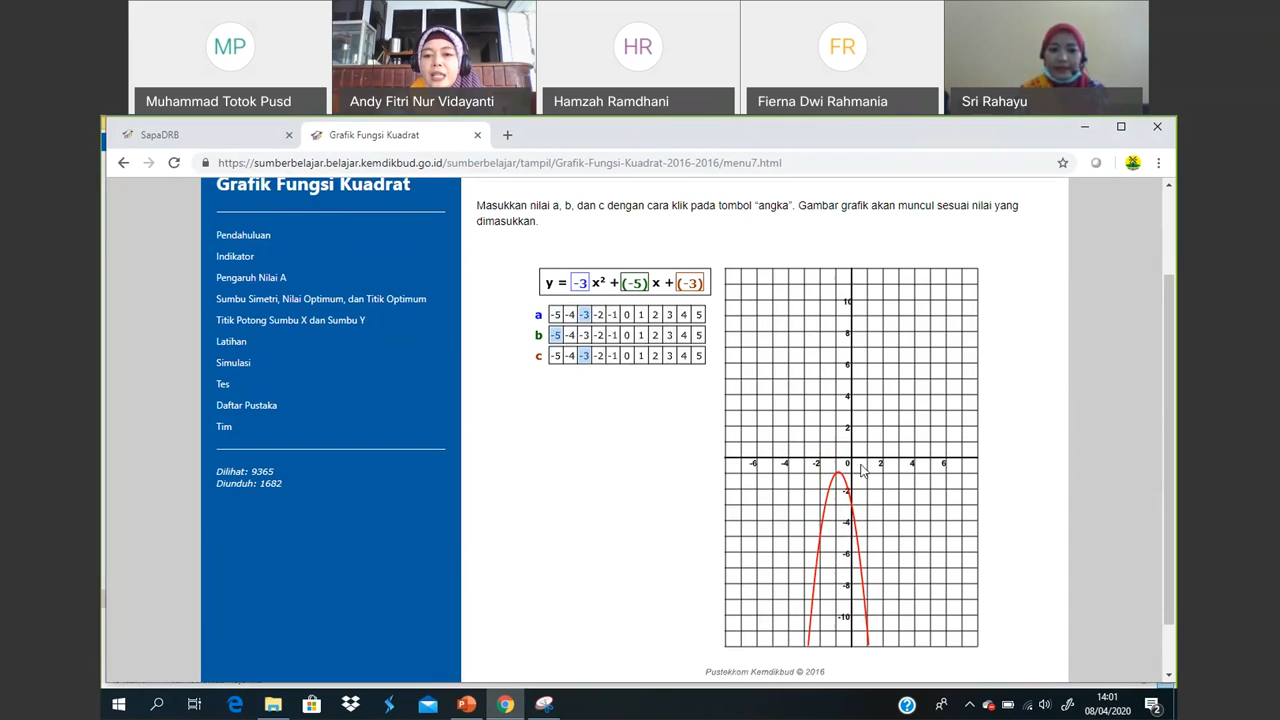 MP
HR
FR
Muhammad Totok Pusd
Andy Fitri Nur Vidayanti
Hamzah Ramdhani
Fierna Dwi Rahmania
Sri Rahayu
SapaDRB
Grafik Fungsi Kuadrat
https://sumberbelajar.belajar.kemdikbud.go.id/sumberbelajar/tampil/Grafik-Fungsi-Kuadrat-2016-2016/menu7.html
Grafik Fungsi Kuadrat
Pendahuluan
Indikator
Pengaruh Nilai A
Sumbu Simetri, Nilai Optimum, dan Titik Optimum
Titik Potong Sumbu X dan Sumbu Y
Latihan
Simulasi
Tes
Daftar Pustaka
Tim
Dilihat: 9365
Diunduh: 1682
Masukkan nilai a, b, dan c dengan cara klik pada tombol "angka". Gambar grafik akan muncul sesuai nilai yang
dimasukkan.
y = -3 x² + (-5) x + (-3)
a -5 -4 -3 -2 -1 0 1 2 3 4 5
b -5 -4 -3 -2 -1 0 1 2 3 4 5
c -5 -4 -3 -2 -1 0 1 2 3 4 5
10
8
6
4
2
-6 -4 -2 0 2 4 6
-2
-4
-6
-8
-10
Pustekkom Kemdikbud © 2016
14:01
08/04/2020
2